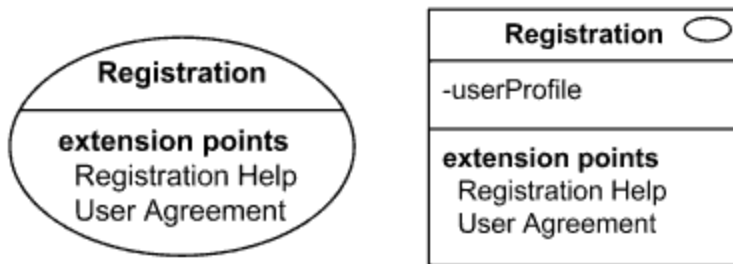 Registration
extension points
Registration Help
User Agreement
Registration
-userProfile
extension points
Registration Help
User Agreement